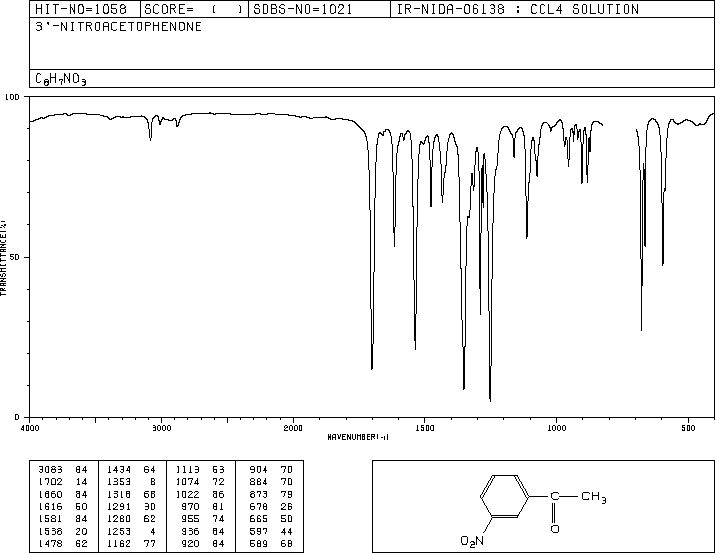 HIT-NO=1058 SCORE= ( ) SDBS-NO=1021 IR-NIDA-06138 : CCL4 SOLUTION
3'-NITROACETOPHENONE
C8H7NO3
100
50
0
TRANSMITTANCE(%)
4000 3000 2000 1500 1000 500
WAVENUMBER(-1)
3083 84 1434 64 1113 53 904 70
1702 14 1353 8 1074 72 884 70
1660 84 1318 68 1022 86 873 79
1616 50 1291 30 970 81 678 26
1581 84 1280 62 955 74 665 50
1536 20 1253 4 936 84 597 44
1478 62 1162 77 920 84 589 68
C CH3
O
O2N